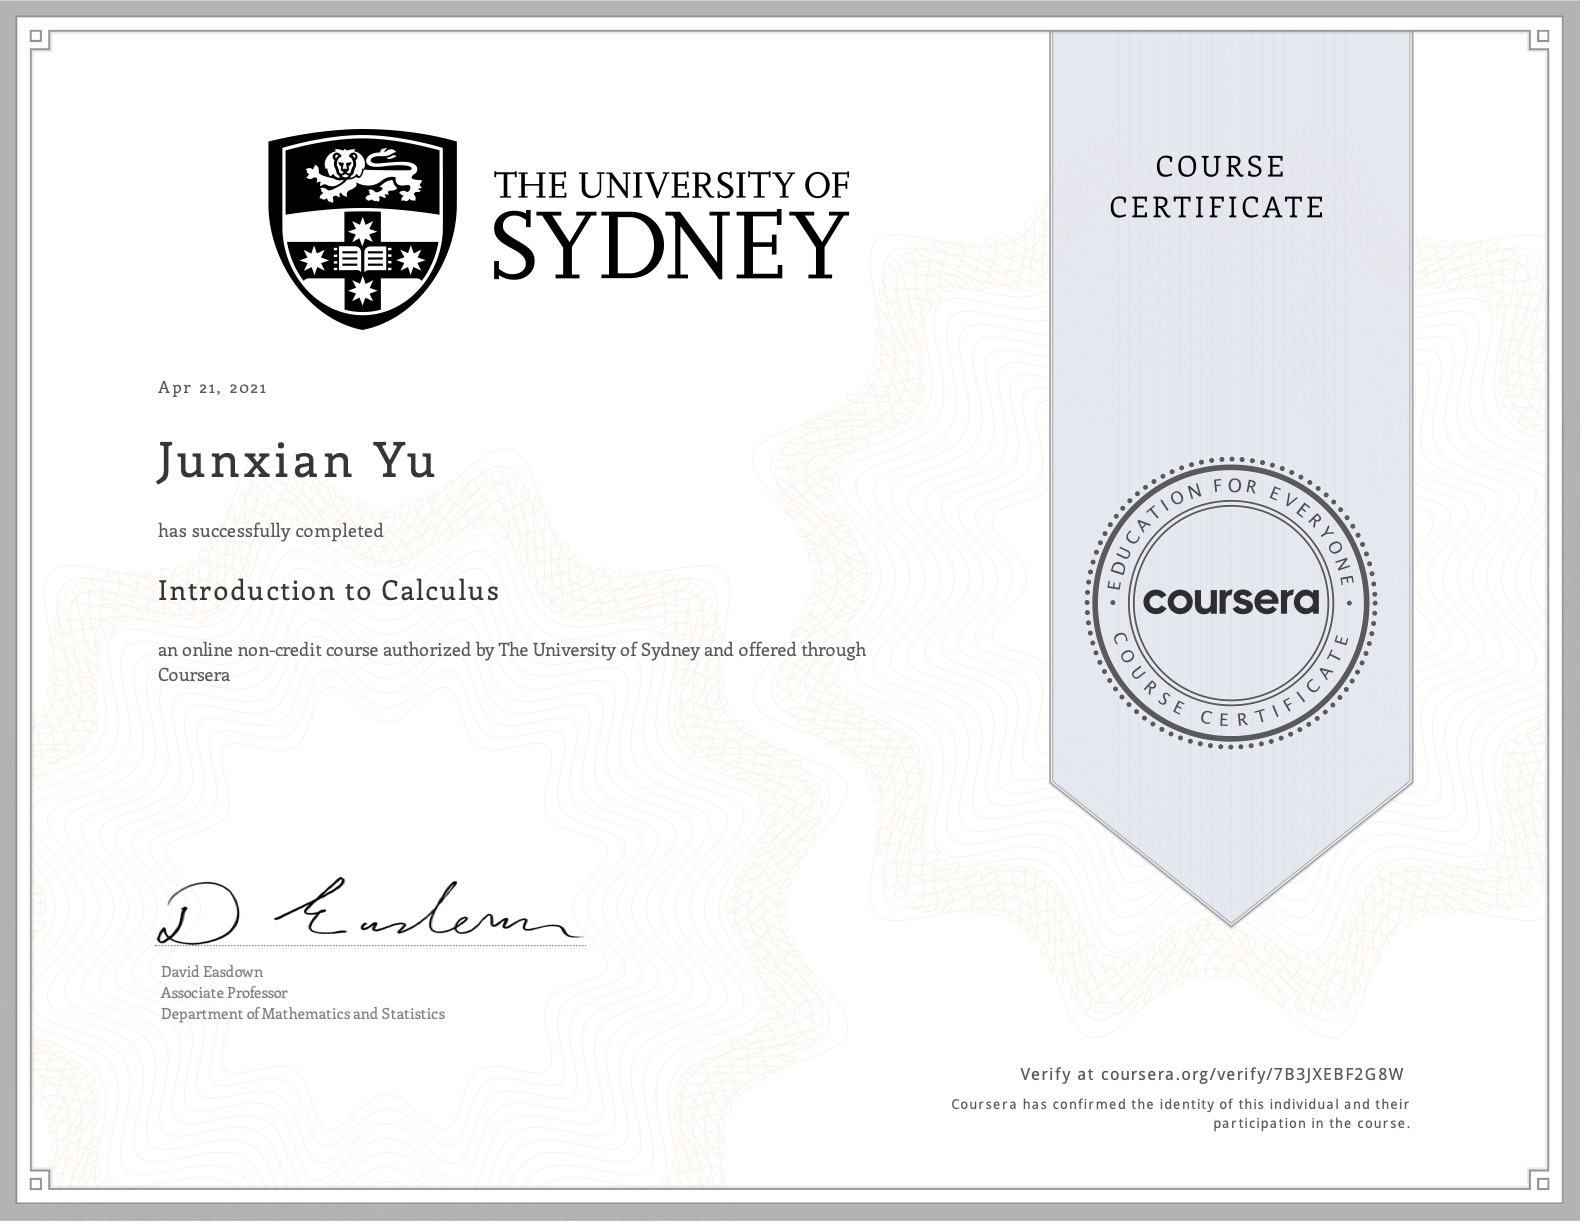 THE UNIVERSITY OF
SYDNEY
COURSE
CERTIFICATE
Apr 21, 2021
Junxian Yu
has successfully completed
Introduction to Calculus
an online non-credit course authorized by The University of Sydney and offered through
Coursera
EDUCATION FOR EVERYONE
coursera
COURSE CERTIFICATE
D Easdown
David Easdown
Associate Professor
Department of Mathematics and Statistics
Verify at coursera.org/verify/7B3JXEBF2G8W
Coursera has confirmed the identity of this individual and their
participation in the course.